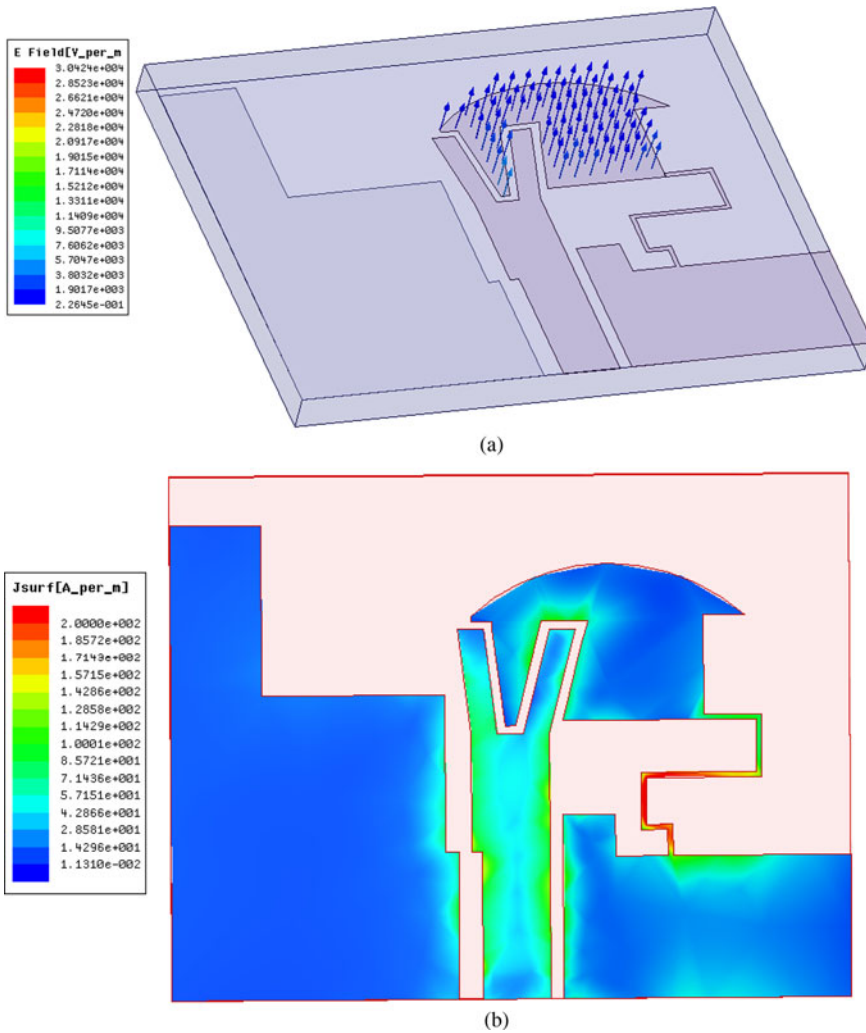 E Field[V_per_m
3.0424e+004
2.8523e+004
2.6621e+004
2.4720e+004
2.2818e+004
2.0917e+004
1.9015e+004
1.7114e+004
1.5212e+004
1.3311e+004
1.1409e+004
9.5077e+003
7.6062e+003
5.7047e+003
3.8032e+003
1.9017e+003
2.2645e-001
(a)
Jsurf[A_per_m]
2.0000e+002
1.8572e+002
1.7143e+002
1.5715e+002
1.4286e+002
1.2858e+002
1.1429e+002
1.0001e+002
8.5721e+001
7.1436e+001
5.7151e+001
4.2866e+001
2.8581e+001
1.4296e+001
1.1310e-002
(b)